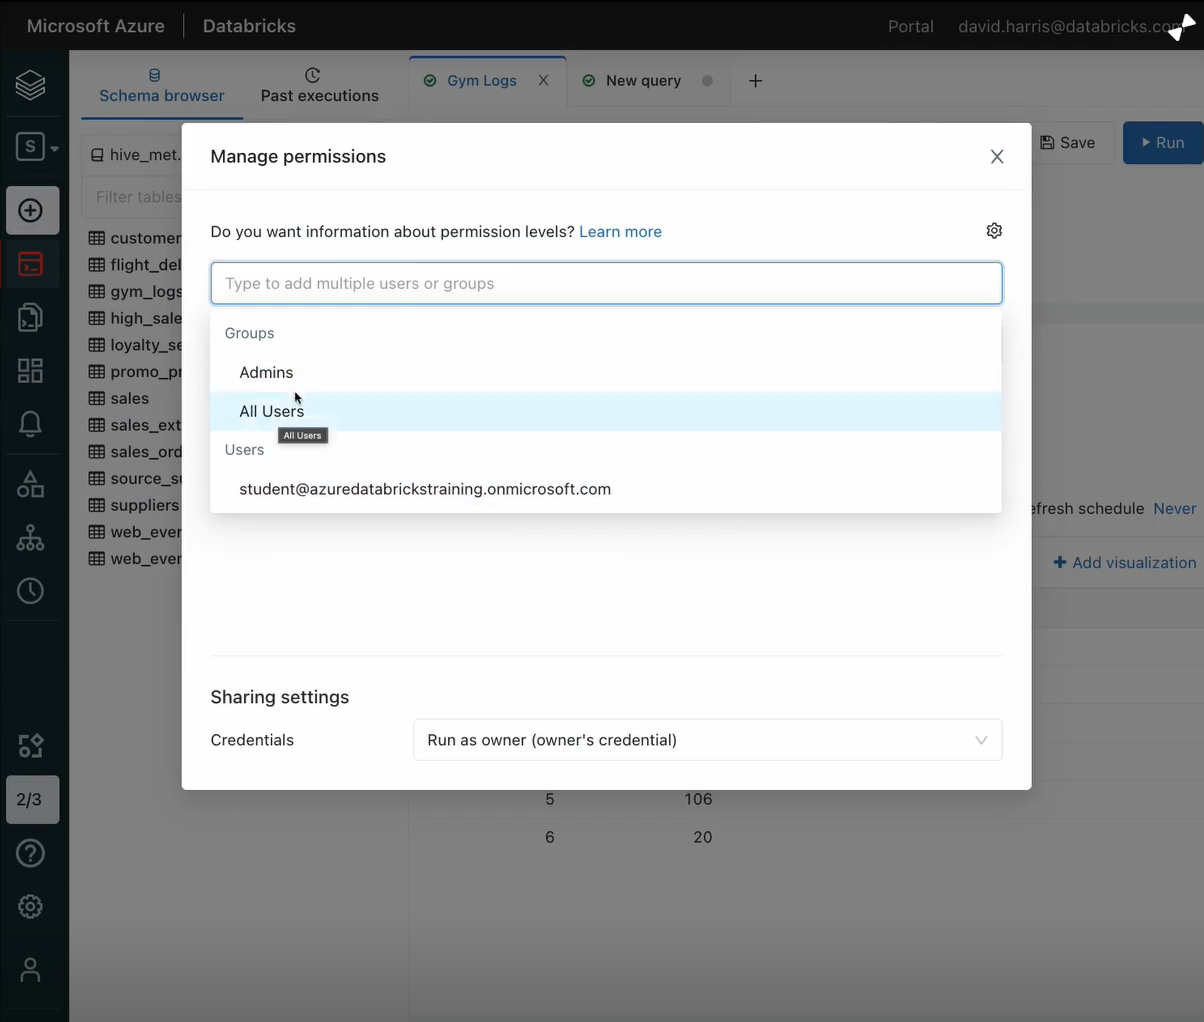 Microsoft Azure Databricks Portal david.harris@databricks.com
Schema browser Past executions Gym Logs New query
S hive_met. Save Run
Manage permissions
Filter tables
Do you want information about permission levels? Learn more
customer
flight_del
gym_logs
high_sale
loyalty_se
promo_pr
sales
sales_ext
sales_ord
source_su
suppliers
web_ever
web_ever
Type to add multiple users or groups
Groups
Admins
All Users
All Users
Users
student@azuredatabrickstraining.onmicrosoft.com
efresh schedule Never
Add visualization
Sharing settings
Credentials Run as owner (owner's credential)
2/3
5 106
6 20